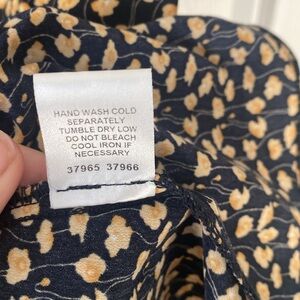 HAND WASH COLD
SEPARATELY
TUMBLE DRY LOW
DO NOT BLEACH
COOL IRON IF
NECESSARY
37965 37966